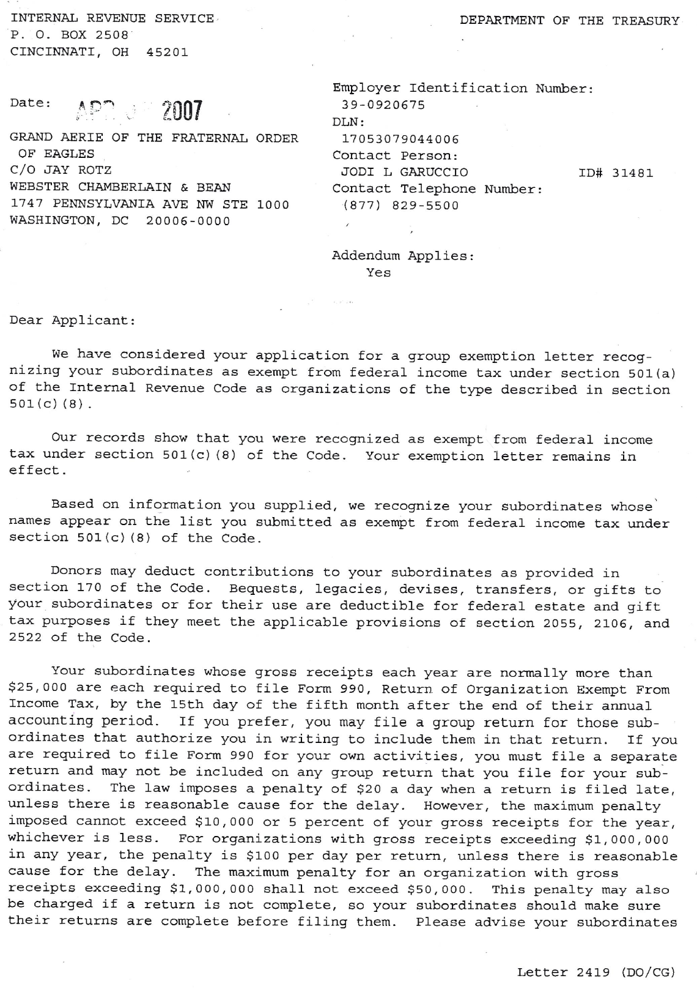 INTERNAL REVENUE SERVICE
DEPARTMENT OF THE TREASURY
P. O. BOX 2508
CINCINNATI, OH 45201
Date: 2007
GRAND AERIE OF THE FRATERNAL ORDER
OF EAGLES
C/O JAY ROTZ
WEBSTER CHAMBERLAIN & BEAN
1747 PENNSYLVANIA AVE NW STE 1000
WASHINGTON, DC 20006-0000
Employer Identification Number:
39-0920675
DLN:
17053079044006
Contact Person:
JODI L GARUCCIO ID# 31481
Contact Telephone Number:
(877) 829-5500
Addendum Applies:
Yes
Dear Applicant:
We have considered your application for a group exemption letter recog-
nizing your subordinates as exempt from federal income tax under section 501(a)
of the Internal Revenue Code as organizations of the type described in section
501(c)(8).
Our records show that you were recognized as exempt from federal income
tax under section 501(c)(8) of the Code. Your exemption letter remains in
effect.
Based on information you supplied, we recognize your subordinates whose
names appear on the list you submitted as exempt from federal income tax under
section 501(c)(8) of the Code.
Donors may deduct contributions to your subordinates as provided in
section 170 of the Code. Bequests, legacies, devises, transfers, or gifts to
your subordinates or for their use are deductible for federal estate and gift
tax purposes if they meet the applicable provisions of section 2055, 2106, and
2522 of the Code.
Your subordinates whose gross receipts each year are normally more than
$25,000 are each required to file Form 990, Return of Organization Exempt From
Income Tax, by the 15th day of the fifth month after the end of their annual
accounting period. If you prefer, you may file a group return for those sub-
ordinates that authorize you in writing to include them in that return. If you
are required to file Form 990 for your own activities, you must file a separate
return and may not be included on any group return that you file for your sub-
ordinates. The law imposes a penalty of $20 a day when a return is filed late,
unless there is reasonable cause for the delay. However, the maximum penalty
imposed cannot exceed $10,000 or 5 percent of your gross receipts for the year,
whichever is less. For organizations with gross receipts exceeding $1,000,000
in any year, the penalty is $100 per day per return, unless there is reasonable
cause for the delay. The maximum penalty for an organization with gross
receipts exceeding $1,000,000 shall not exceed $50,000. This penalty may also
be charged if a return is not complete, so your subordinates should make sure
their returns are complete before filing them. Please advise your subordinates
Letter 2419 (DO/CG)